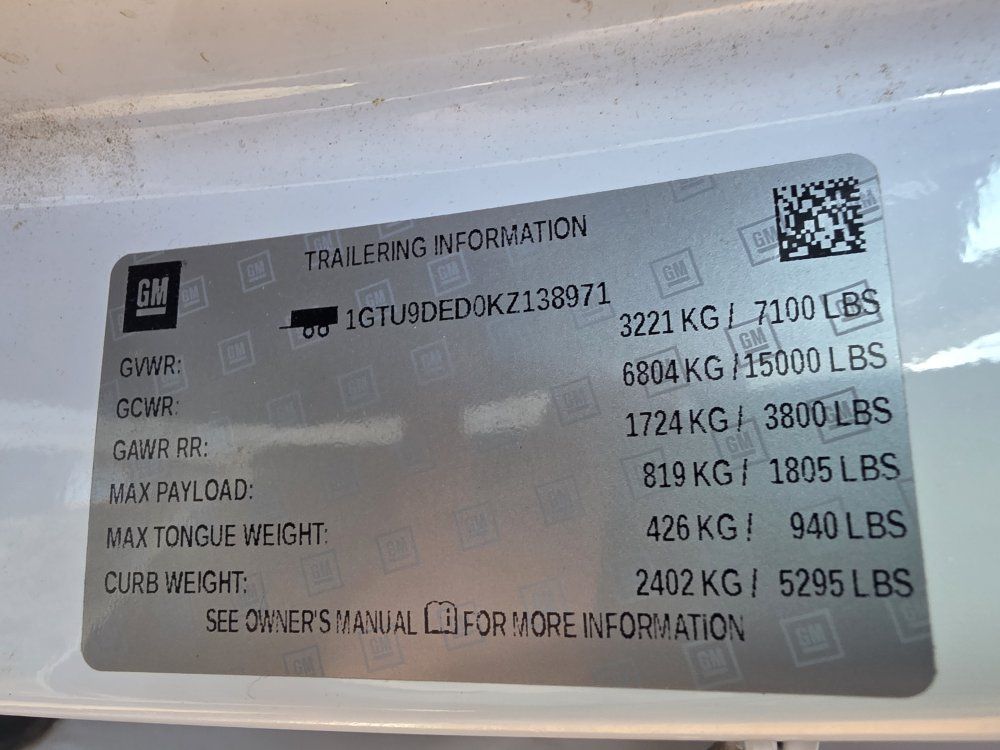 TRAILERING INFORMATION
GM
1GTU9DED0KZ138971
GVWR: 3221 KG / 7100 LBS
GCWR: 6804 KG / 15000 LBS
GAWR RR: 1724 KG / 3800 LBS
MAX PAYLOAD: 819 KG / 1805 LBS
MAX TONGUE WEIGHT: 426 KG / 940 LBS
CURB WEIGHT: 2402 KG / 5295 LBS
SEE OWNER'S MANUAL FOR MORE INFORMATION